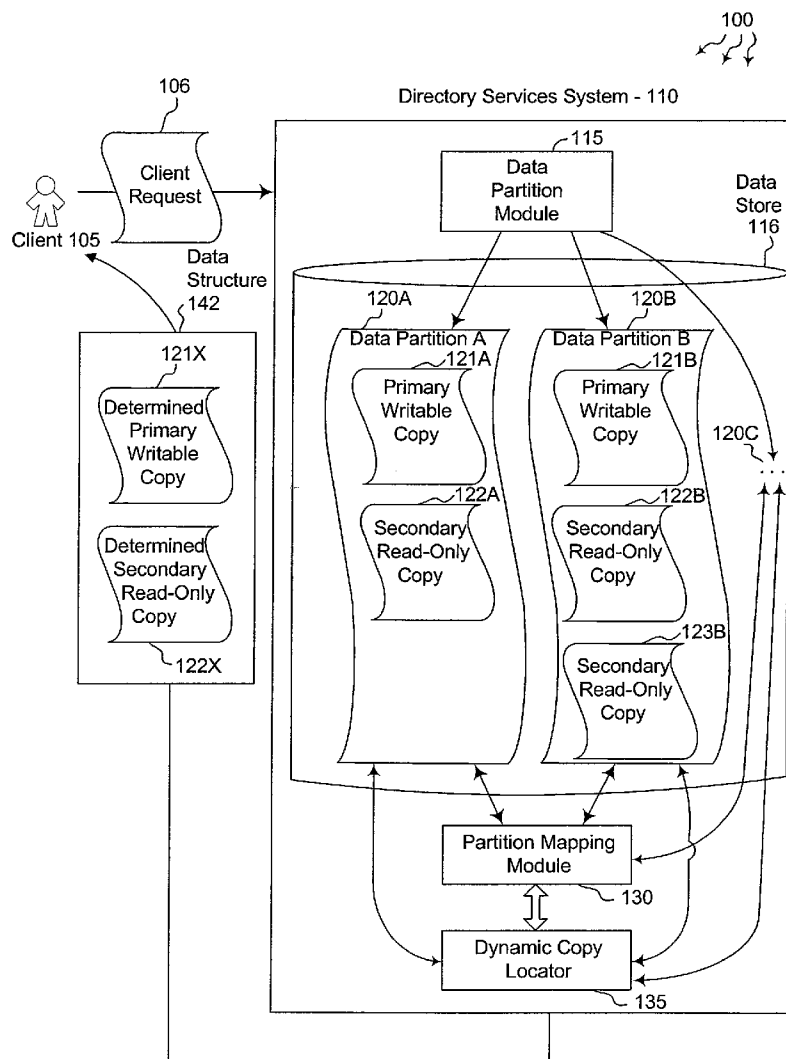 100
106
Directory Services System - 110
Client
Request
115
Data
Partition
Module
Data
Store
116
Client 105
Data
Structure
142
120A
120B
Data Partition A
Data Partition B
121X
121A
121B
Determined
Primary
Writable
Copy
Primary
Writable
Copy
Primary
Writable
Copy
120C
. . .
122A
122B
Determined
Secondary
Read-Only
Copy
Secondary
Read-Only
Copy
Secondary
Read-Only
Copy
122X
123B
Secondary
Read-Only
Copy
Partition Mapping
Module
130
Dynamic Copy
Locator
135